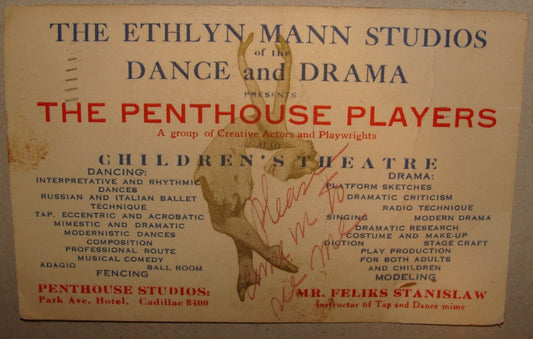 THE ETHLYN MANN STUDIOS
of the
DANCE and DRAMA
PRESENTS
THE PENTHOUSE PLAYERS
A group of Creative Actors and Playwrights
ALSO
CHILDREN'S THEATRE
DANCING:
INTERPRETATIVE AND RHYTHMIC
DANCES
RUSSIAN AND ITALIAN BALLET
TECHNIQUE
TAP, ECCENTRIC AND ACROBATIC
MIMESTIC AND DRAMATIC
MODERNISTIC DANCES
COMPOSITION
PROFESSIONAL ROUTE
MUSICAL COMEDY
ADAGIO BALL ROOM
FENCING
DRAMA:
PLATFORM SKETCHES
DRAMATIC CRITICISM
RADIO TECHNIQUE
SINGING MODERN DRAMA
DRAMATIC RESEARCH
COSTUME AND MAKE-UP
DICTION STAGE CRAFT
PLAY PRODUCTION
FOR BOTH ADULTS
AND CHILDREN
MODELING
Please
to
PENTHOUSE STUDIOS:
Park Ave. Hotel, Cadillac 8400
MR. FELIKS STANISLAW
Instructor of Tap and Dance mime